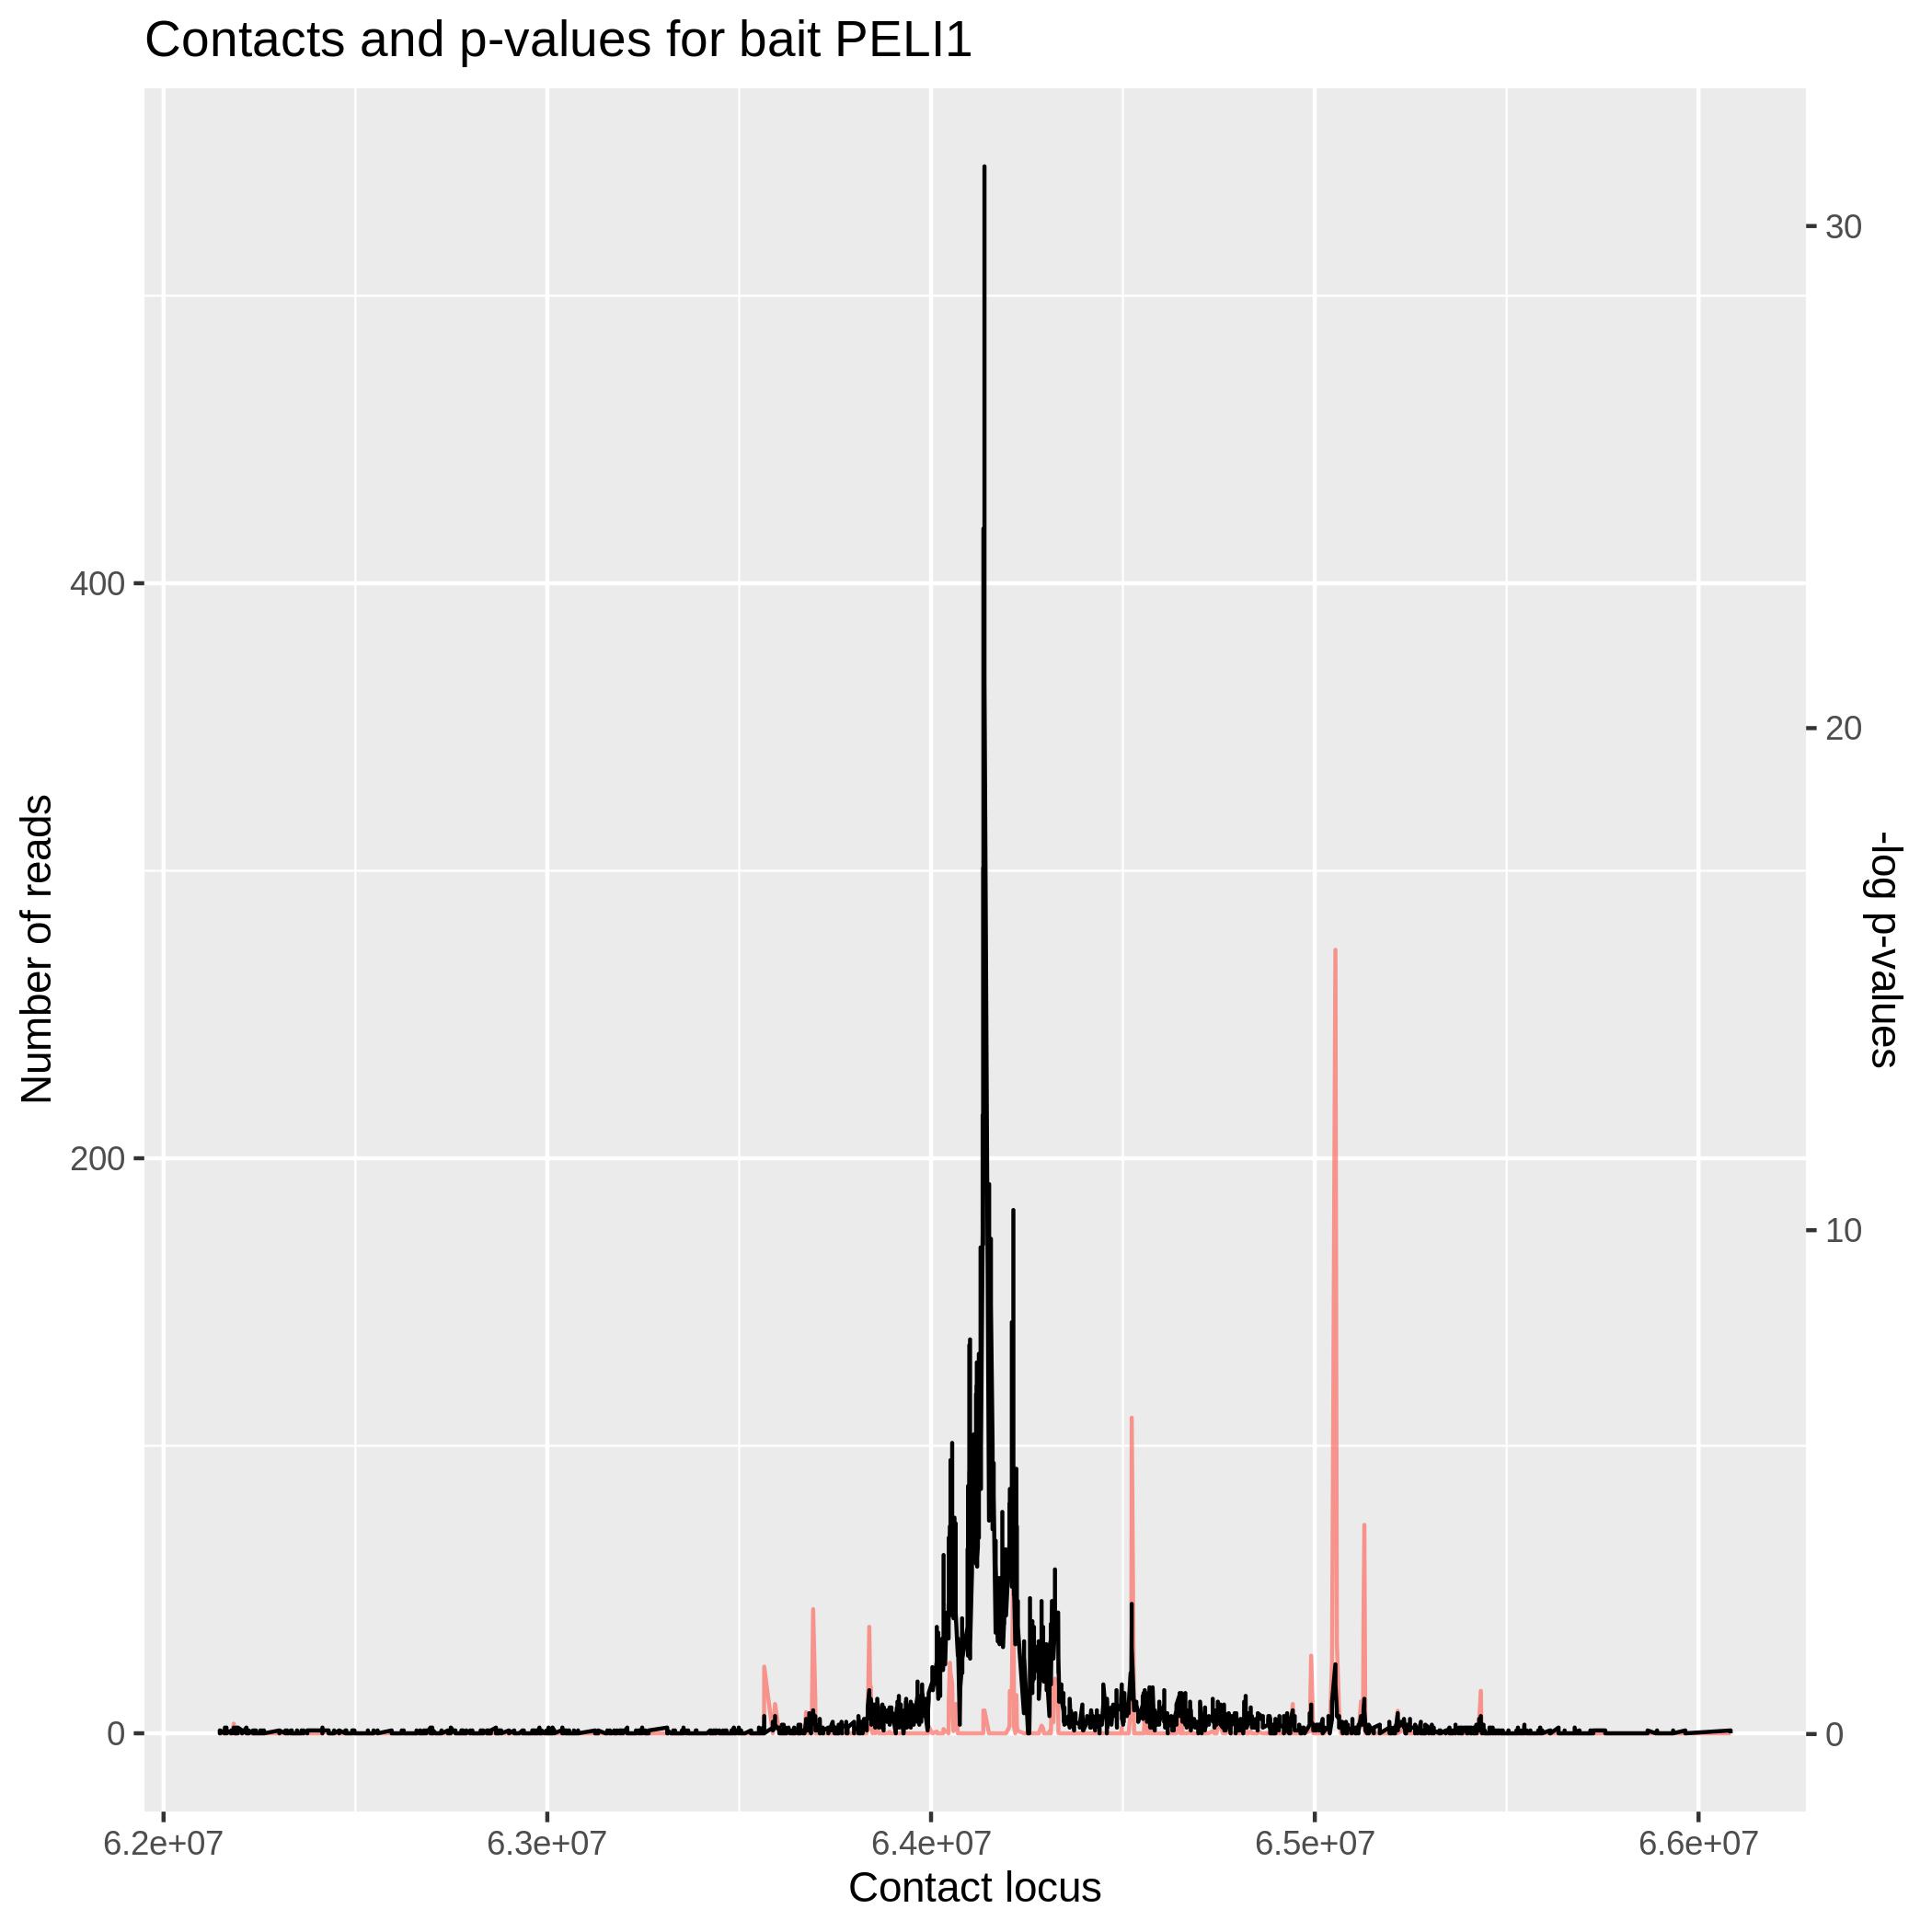 Contacts and p-values for bait PELI1
30
400
20
Number of reads
-log p-values
200
10
0
0
6.2e+07
6.3e+07
6.4e+07
6.5e+07
6.6e+07
Contact locus